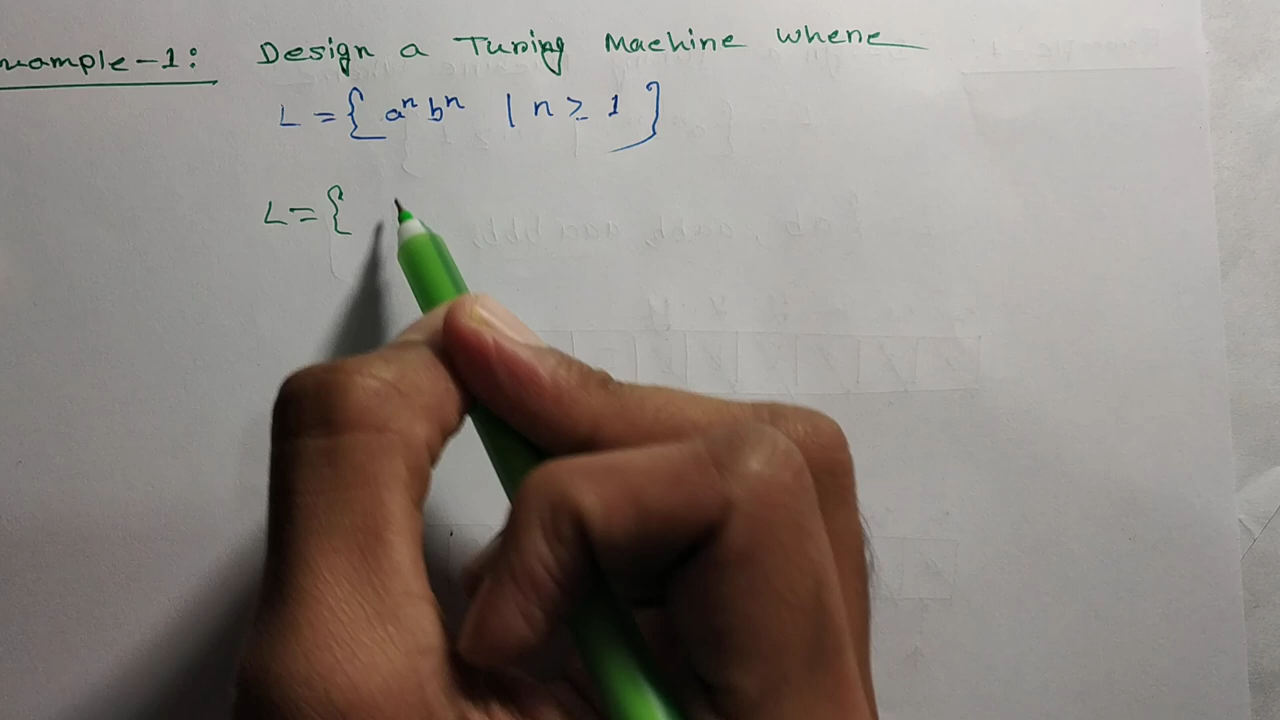 xample-1: Design a Turing Machine where
L = { aⁿ bⁿ | n ≥ 1 }
L = {